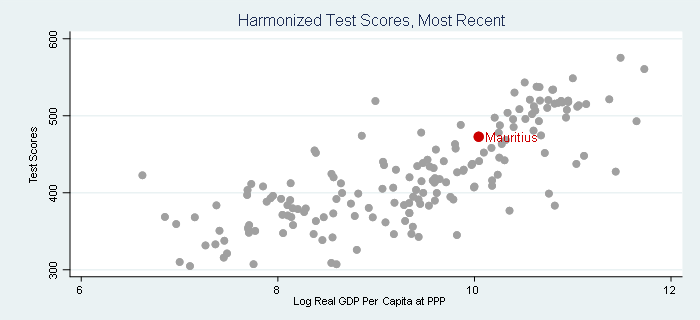 Harmonized Test Scores, Most Recent
600
500
400
300
Test Scores
Mauritius
6
8
10
12
Log Real GDP Per Capita at PPP